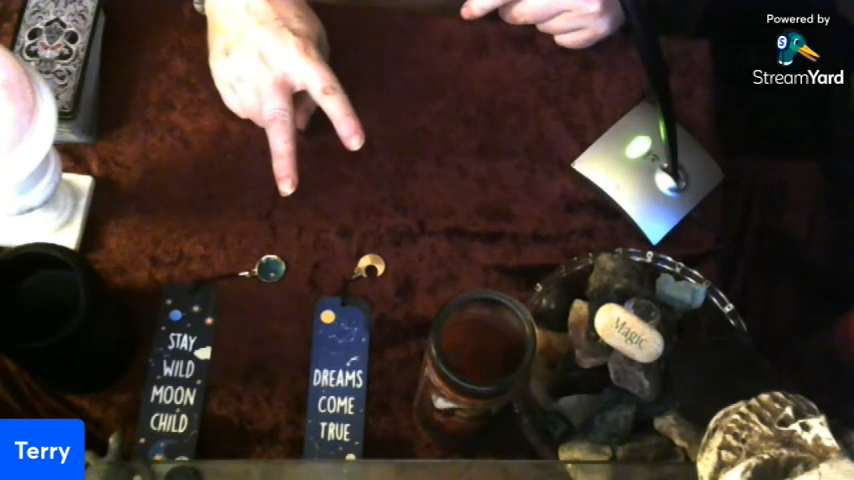 Powered by
StreamYard
STAY
WILD
MOON
CHILD
DREAMS
COME
TRUE
Magic
Terry